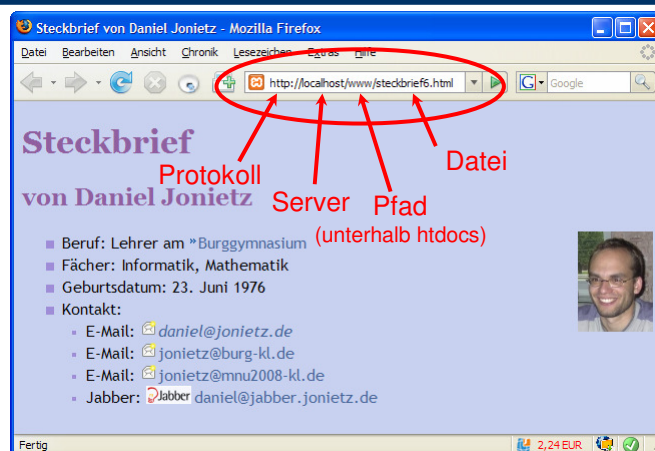 Steckbrief von Daniel Jonietz - Mozilla Firefox
Datei Bearbeiten Ansicht Chronik Lesezeichen Extras Hilfe
http://localhost/www/steckbrief6.html
G Google
Steckbrief
von Daniel Jonietz
Protokoll
Server
Pfad
(unterhalb htdocs)
Datei
Beruf: Lehrer am »Burggymnasium
Fächer: Informatik, Mathematik
Geburtsdatum: 23. Juni 1976
Kontakt:
E-Mail: daniel@jonietz.de
E-Mail: jonietz@burg-kl.de
E-Mail: jonietz@mnu2008-kl.de
Jabber: Jabber daniel@jabber.jonietz.de
Fertig
2,24 EUR